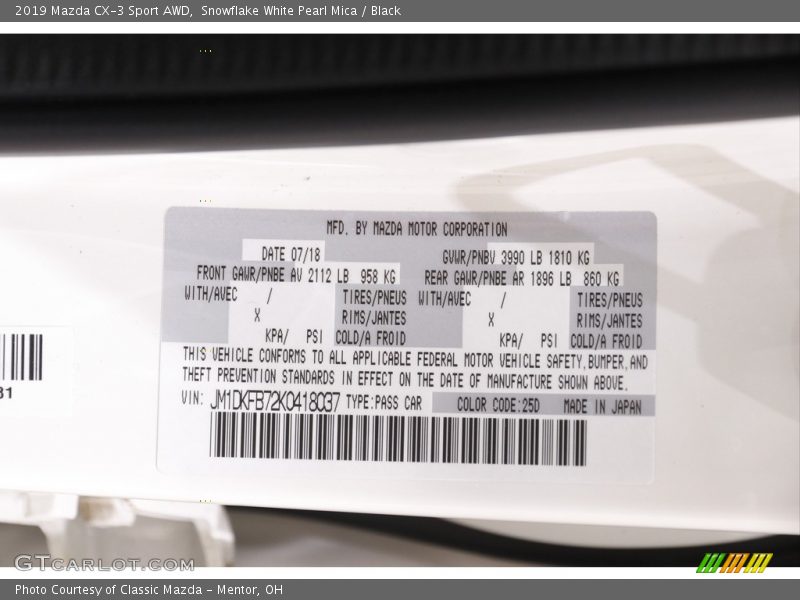 2019 Mazda CX-3 Sport AWD, Snowflake White Pearl Mica / Black
MFD. BY MAZDA MOTOR CORPORATION
DATE 07/18 GVWR/PNBV 3990 LB 1810 KG
FRONT GAWR/PNBE AV 2112 LB 958 KG REAR GAWR/PNBE AR 1896 LB 860 KG
WITH/AVEC / TIRES/PNEUS WITH/AVEC / TIRES/PNEUS
X RIMS/JANTES X RIMS/JANTES
KPA/ PSI COLD/A FROID KPA/ PSI COLD/A FROID
THIS VEHICLE CONFORMS TO ALL APPLICABLE FEDERAL MOTOR VEHICLE SAFETY,BUMPER,AND
THEFT PREVENTION STANDARDS IN EFFECT ON THE DATE OF MANUFACTURE SHOWN ABOVE.
VIN: JM1DKFB72K0418037 TYPE:PASS CAR COLOR CODE:25D MADE IN JAPAN
31
GTCARLOT.COM
Photo Courtesy of Classic Mazda - Mentor, OH